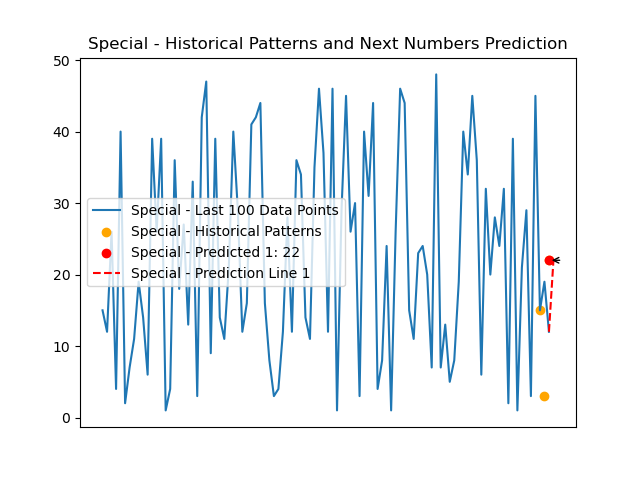 Special - Historical Patterns and Next Numbers Prediction
50
40
30
20
10
0
Special - Last 100 Data Points
Special - Historical Patterns
Special - Predicted 1: 22
Special - Prediction Line 1